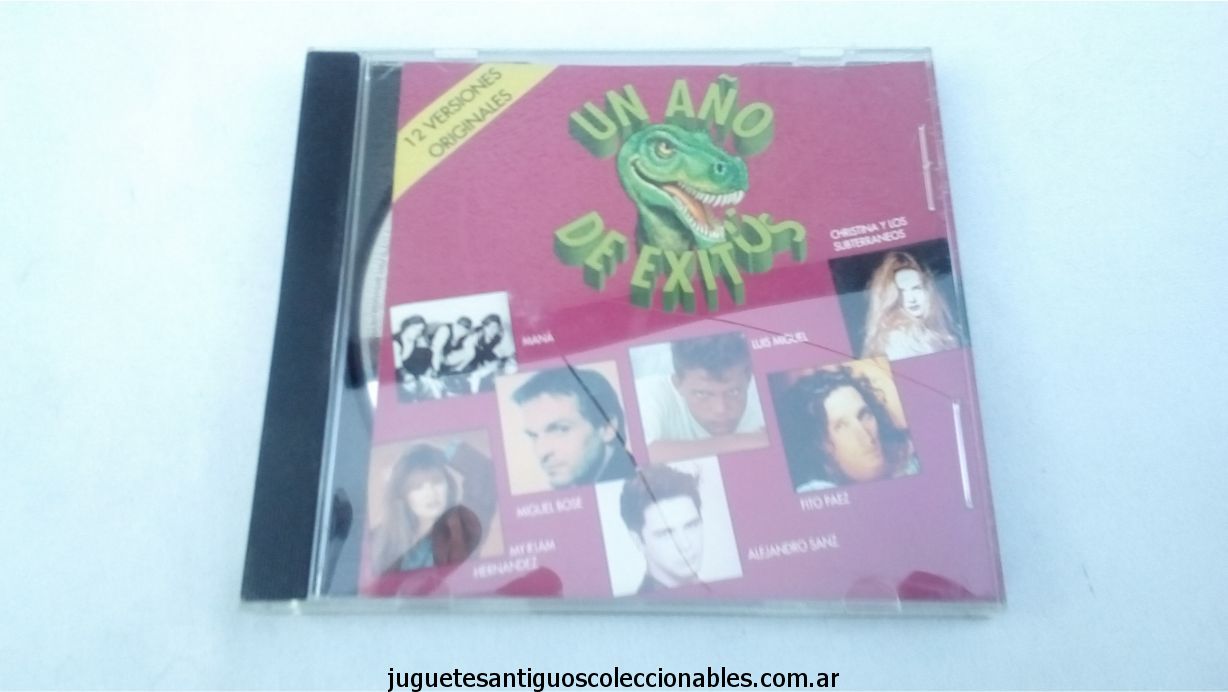 12 VERSIONES
ORIGINALES
UN AÑO
DE EXITOS
CHRISTINA Y LOS
SUBTERRANEOS
MANÁ
LUIS MIGUEL
MIGUEL BOSE
FITO PAEZ
MYRIAM
HERNANDEZ
ALEJANDRO SANZ
juguetesantiguoscoleccionables.com.ar